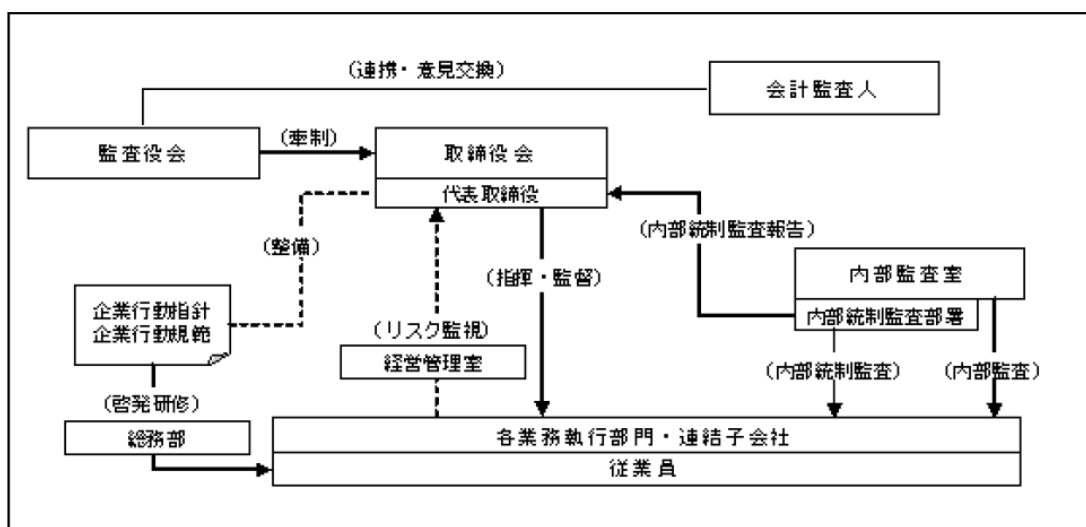 (連携・意見交換)
会計監査人
監査役会
(牽制)
取締役会
代表取締役
(内部統制監査報告)
(整備)
(指揮・監督)
内部監査室
内部統制監査部署
企業行動指針
企業行動規範
(リスク監視)
経営管理室
(内部統制監査)
(内部監査)
(啓発研修)
総務部
各業務執行部門・連結子会社
従業員